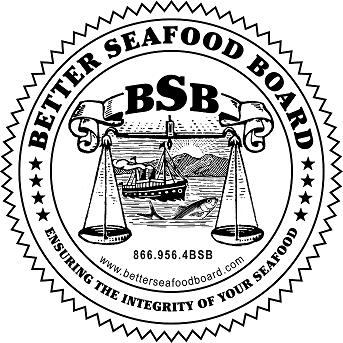 BETTER SEAFOOD BOARD
BSB
866.956.4BSB
www.betterseafoodboard.com
ENSURING THE INTEGRITY OF YOUR SEAFOOD